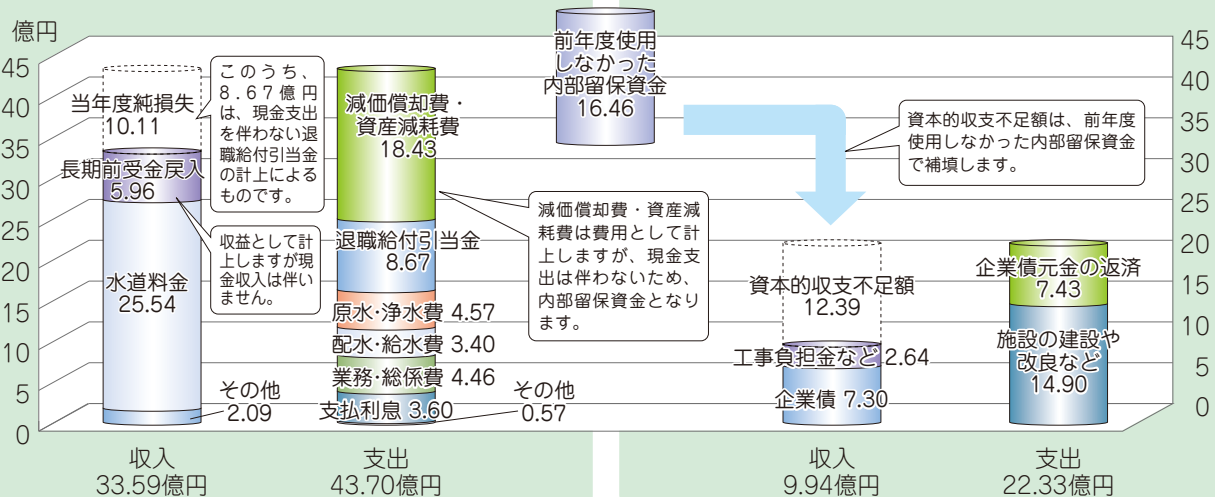 億円
45
40
35
30
25
20
15
10
5
0
当年度純損失
10.11
長期前受金戻入
5.96
水道料金
25.54
その他
2.09
このうち、
8.67億円
は、現金支出
を伴わない退
職給付引当金
の計上による
ものです。
収益として計
上しますが現
金収入は伴い
ません。
減価償却費・
資産減耗費
18.43
退職給付引当金
8.67
原水・浄水費 4.57
配水・給水費 3.40
業務・総係費 4.46
支払利息 3.60
その他
0.57
減価償却費・資産減
耗費は費用として計
上しますが、現金支
出は伴わないため、
内部留保資金となり
ます。
収入
33.59億円
支出
43.70億円
前年度使用
しなかった
内部留保資金
16.46
資本的収支不足額は、前年度
使用しなかった内部留保資金
で補填します。
資本的収支不足額
12.39
工事負担金など 2.64
企業債 7.30
企業債元金の返済
7.43
施設の建設や
改良など
14.90
45
40
35
30
25
20
15
10
5
0
収入
9.94億円
支出
22.33億円